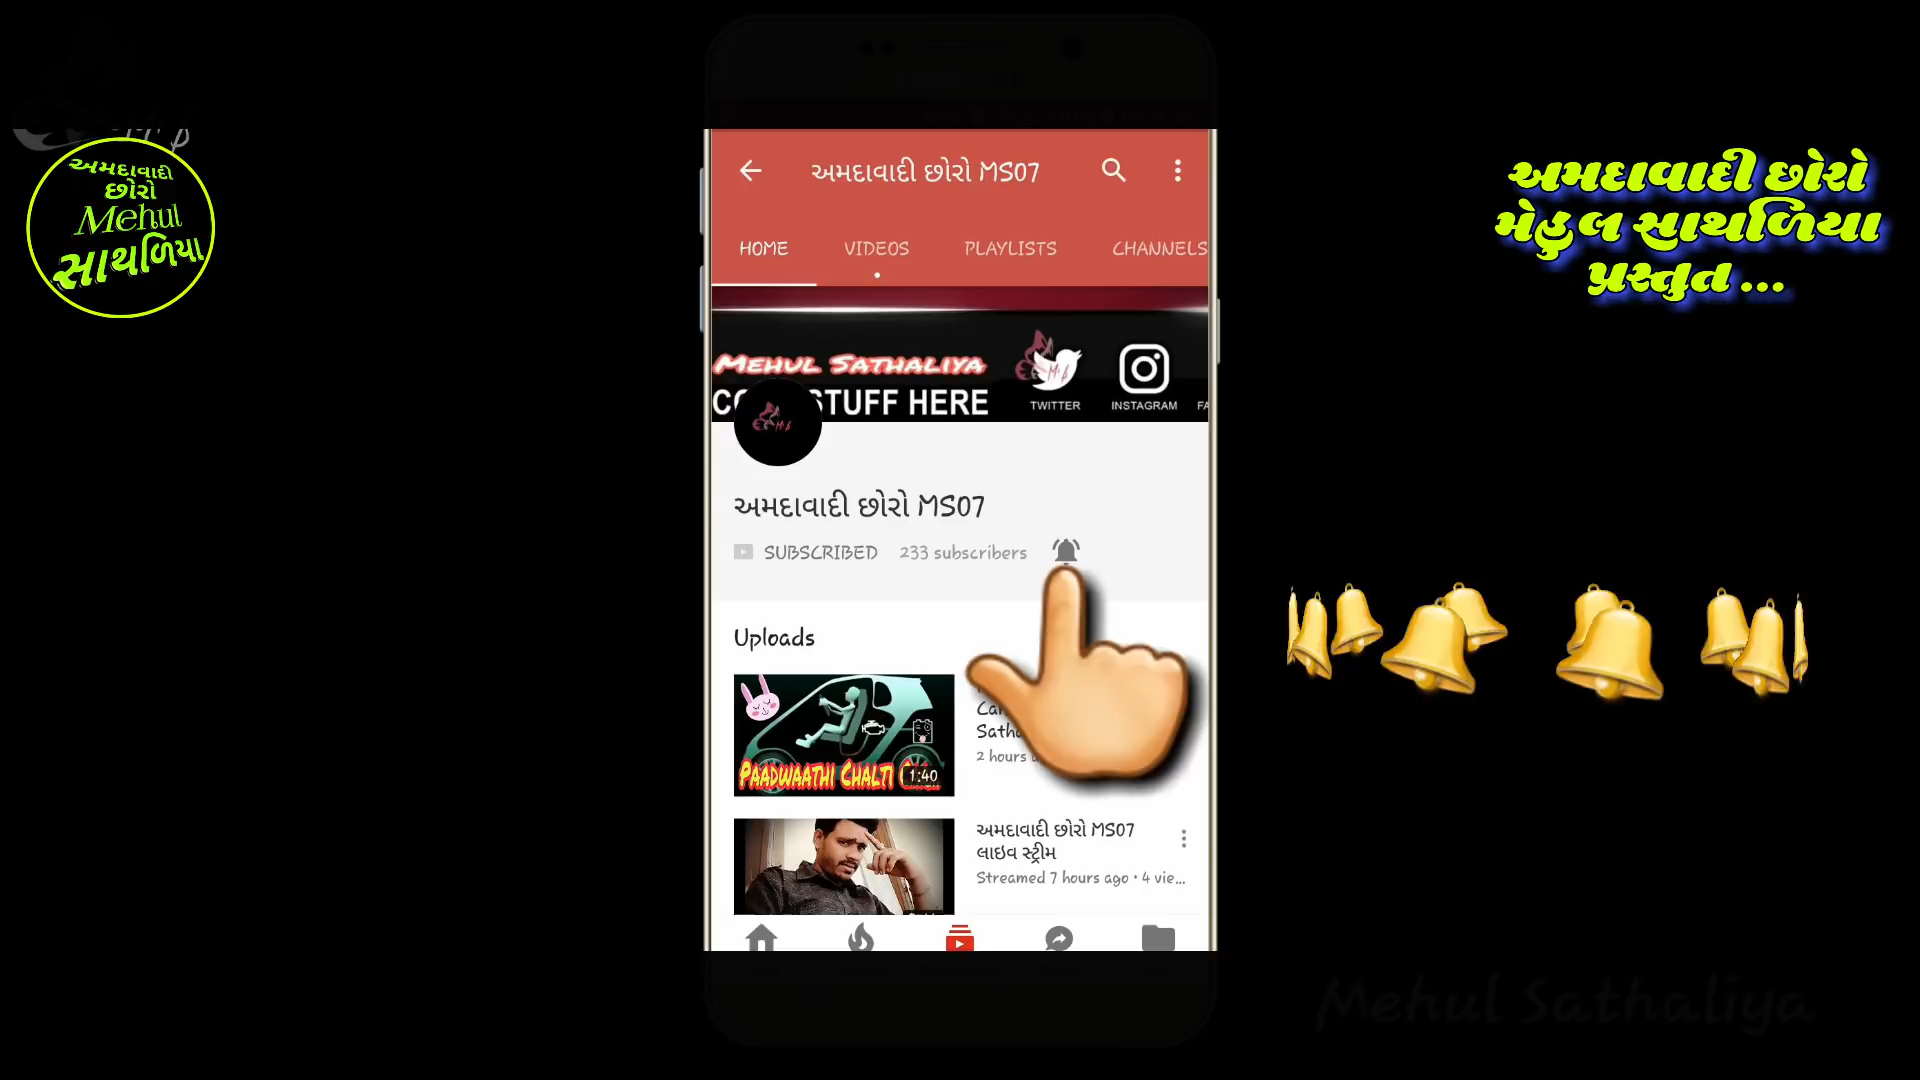 અમદાવાદી
છોરો
Mehul
સાથળિયા
અમદાવાદી છોરો MS07
HOME VIDEOS PLAYLISTS CHANNELS
MEHUL SATHALIYA
STUFF HERE
TWITTER INSTAGRAM
અમદાવાદી છોરો MS07
SUBSCRIBED 233 subscribers
Uploads
PAADWAATHI CHALTI
1:40
2 hours
અમદાવાદી છોરો MS07
લાઇવ સ્ટ્રીમ
Streamed 7 hours ago • 4 vie...
અમદાવાદી છોરો
મેહુલ સાથળિયા
પ્રસ્તુત ...
Mehul Sathaliya